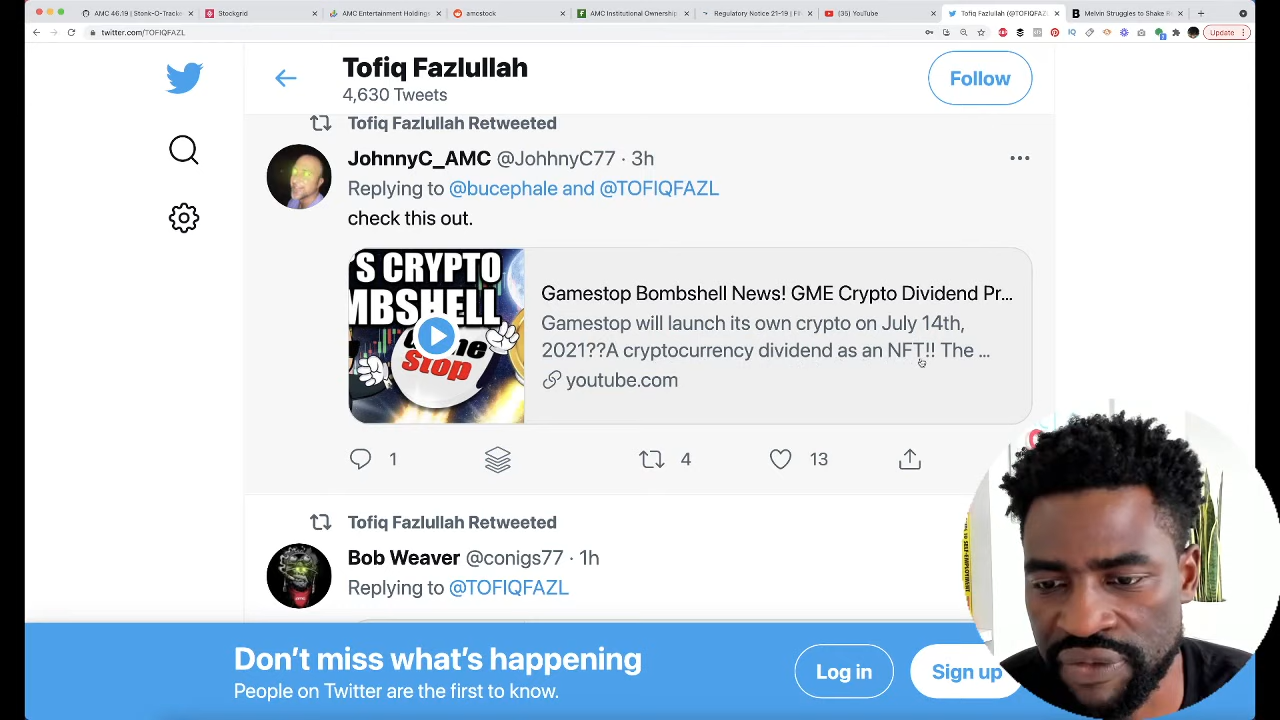 AMC 46.19 | Stonk-O-Tracke
Stockgrid
AMC Entertainment Holdings
amcstock
AMC Institutional Ownership
Regulatory Notice 21-19 | FI
(35) YouTube
Tofiq Fazlullah (@TOFIQFAZL
Melvin Struggles to Shake R
twitter.com/TOFIQFAZL
Update
Tofiq Fazlullah
4,630 Tweets
Follow
Tofiq Fazlullah Retweeted
JohnnyC_AMC @JohhnyC77 · 3h
Replying to @bucephale and @TOFIQFAZL
check this out.
S CRYPTO
MBSHELL
Stop
Gamestop Bombshell News! GME Crypto Dividend Pr...
Gamestop will launch its own crypto on July 14th,
2021??A cryptocurrency dividend as an NFT!! The ...
youtube.com
1
4
13
Tofiq Fazlullah Retweeted
Bob Weaver @conigs77 · 1h
Replying to @TOFIQFAZL
Don't miss what's happening
People on Twitter are the first to know.
Log in
Sign up